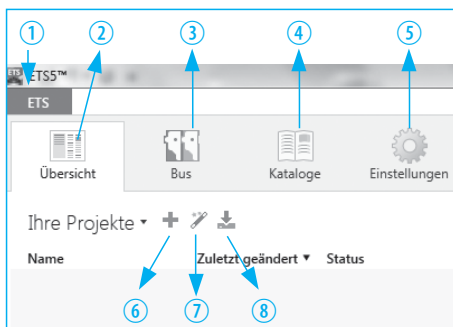 ① ② ③ ④ ⑤
ETS ETS5™
ETS
Übersicht Bus Kataloge Einstellungen
Ihre Projekte
Name Zuletzt geändert Status
⑥ ⑦ ⑧